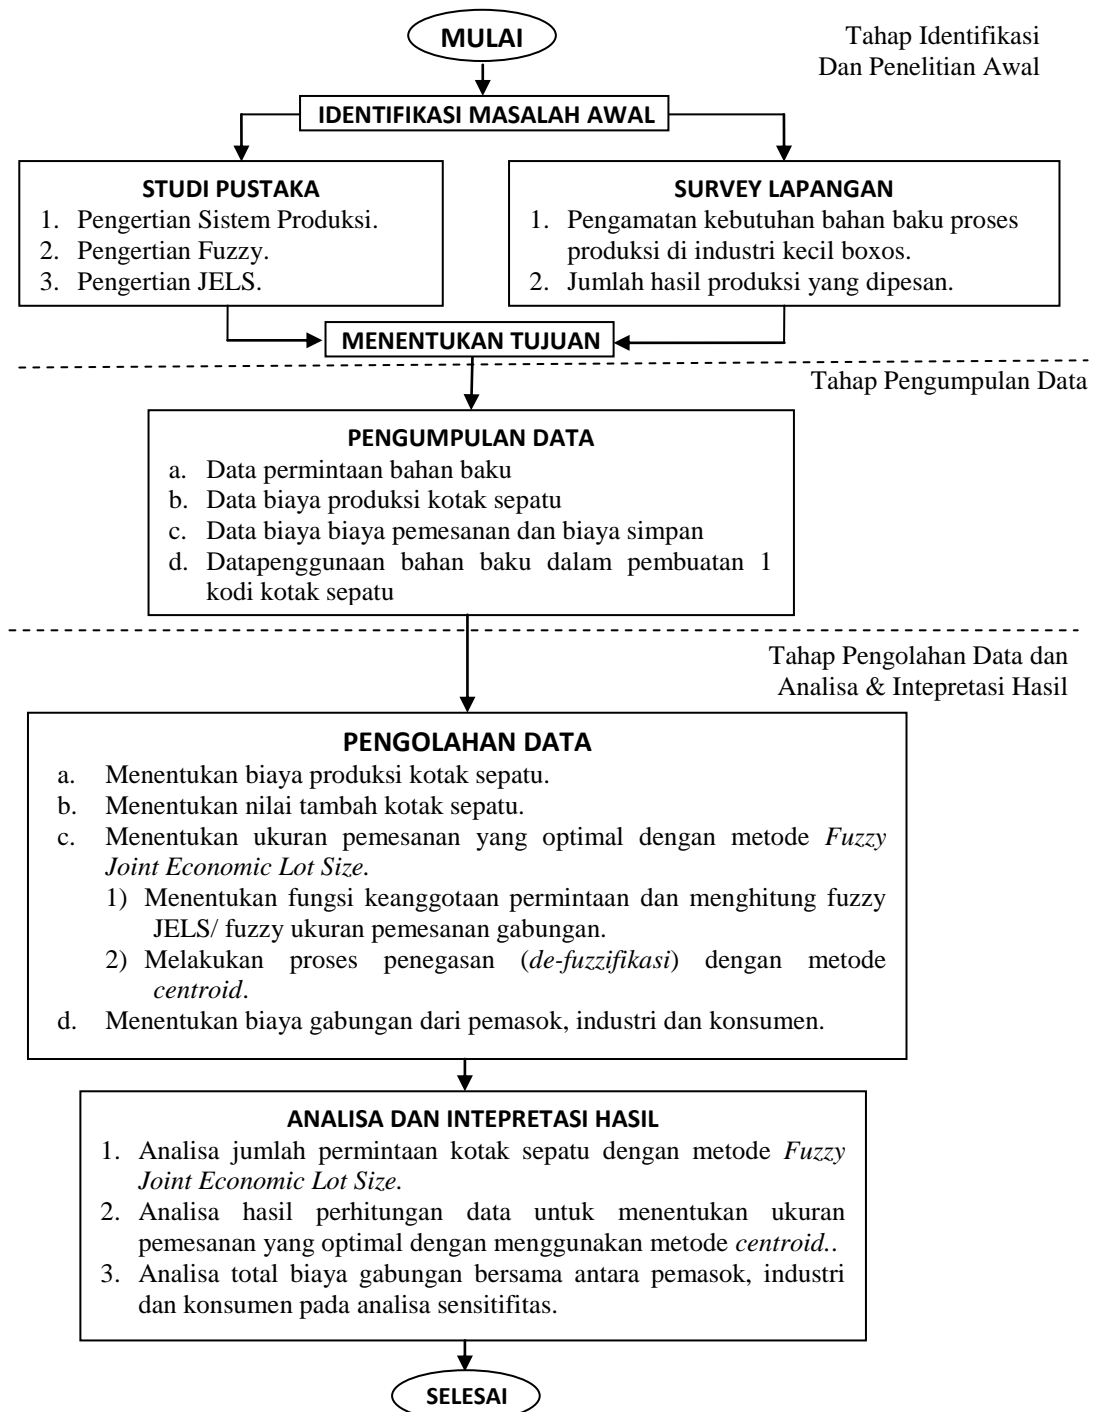 MULAI
Tahap Identifikasi
Dan Penelitian Awal
IDENTIFIKASI MASALAH AWAL
STUDI PUSTAKA
1. Pengertian Sistem Produksi.
2. Pengertian Fuzzy.
3. Pengertian JELS.
SURVEY LAPANGAN
1. Pengamatan kebutuhan bahan baku proses
produksi di industri kecil boxos.
2. Jumlah hasil produksi yang dipesan.
MENENTUKAN TUJUAN
Tahap Pengumpulan Data
PENGUMPULAN DATA
a. Data permintaan bahan baku
b. Data biaya produksi kotak sepatu
c. Data biaya biaya pemesanan dan biaya simpan
d. Datapenggunaan bahan baku dalam pembuatan 1
kodi kotak sepatu
Tahap Pengolahan Data dan
Analisa & Intepretasi Hasil
PENGOLAHAN DATA
a. Menentukan biaya produksi kotak sepatu.
b. Menentukan nilai tambah kotak sepatu.
c. Menentukan ukuran pemesanan yang optimal dengan metode Fuzzy
Joint Economic Lot Size.
1) Menentukan fungsi keanggotaan permintaan dan menghitung fuzzy
JELS/ fuzzy ukuran pemesanan gabungan.
2) Melakukan proses penegasan (de-fuzzifikasi) dengan metode
centroid.
d. Menentukan biaya gabungan dari pemasok, industri dan konsumen.
ANALISA DAN INTEPRETASI HASIL
1. Analisa jumlah permintaan kotak sepatu dengan metode Fuzzy
Joint Economic Lot Size.
2. Analisa hasil perhitungan data untuk menentukan ukuran
pemesanan yang optimal dengan menggunakan metode centroid..
3. Analisa total biaya gabungan bersama antara pemasok, industri
dan konsumen pada analisa sensitifitas.
SELESAI